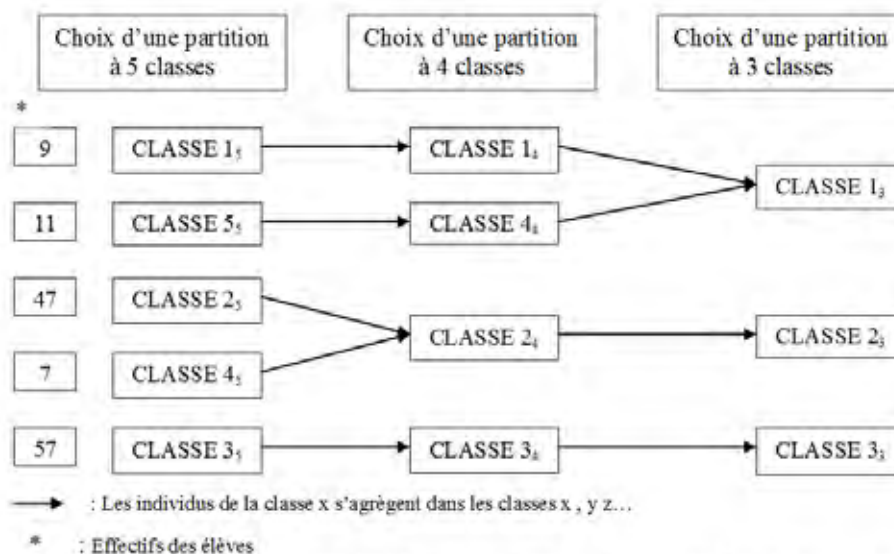 Choix d'une partition
à 5 classes
Choix d'une partition
à 4 classes
Choix d'une partition
à 3 classes
*
9
CLASSE 1₅
CLASSE 1₄
CLASSE 1₃
11
CLASSE 5₅
CLASSE 4₄
47
CLASSE 2₅
CLASSE 2₄
CLASSE 2₃
7
CLASSE 4₅
57
CLASSE 3₅
CLASSE 3₄
CLASSE 3₃
: Les individus de la classe x s'agrègent dans les classes x , y z…
* : Effectifs des élèves